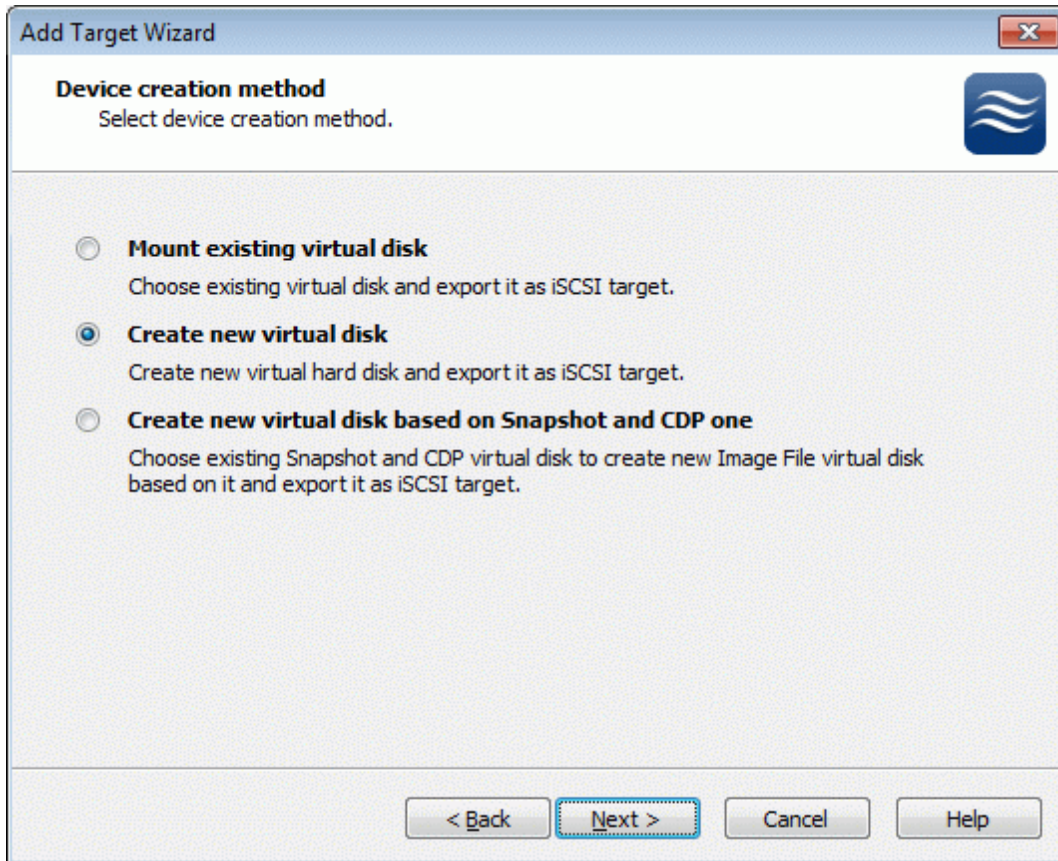 Add Target Wizard
Device creation method
Select device creation method.
Mount existing virtual disk
Choose existing virtual disk and export it as iSCSI target.
Create new virtual disk
Create new virtual hard disk and export it as iSCSI target.
Create new virtual disk based on Snapshot and CDP one
Choose existing Snapshot and CDP virtual disk to create new Image File virtual disk
based on it and export it as iSCSI target.
< Back Next > Cancel Help